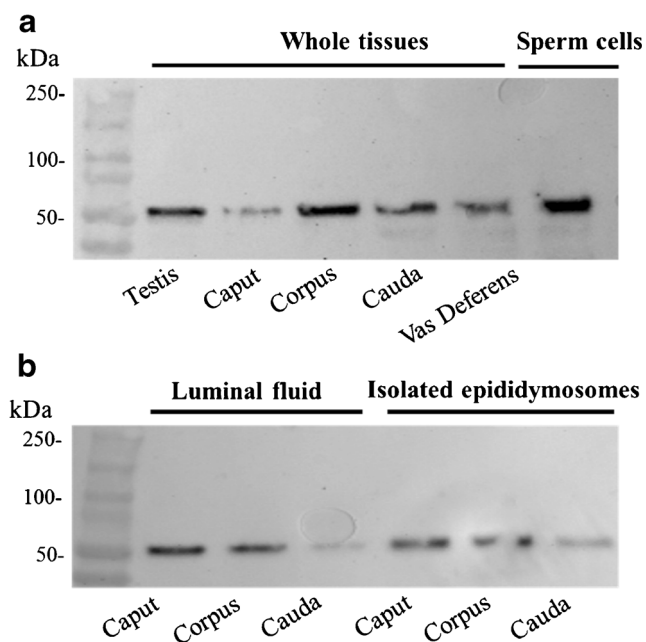 a
kDa
Whole tissues Sperm cells
250-
100-
50-
Testis Caput Corpus Cauda Vas Deferens
b
kDa
Luminal fluid Isolated epididymosomes
250-
100-
50-
Caput Corpus Cauda Caput Corpus Cauda